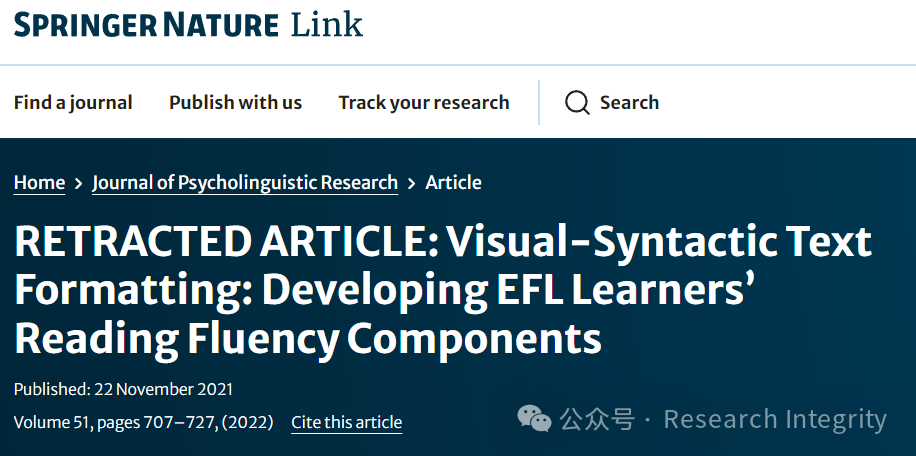 SPRINGER NATURE Link
Find a journal Publish with us Track your research Search
Home > Journal of Psycholinguistic Research > Article
RETRACTED ARTICLE: Visual-Syntactic Text
Formatting: Developing EFL Learners’
Reading Fluency Components
Published: 22 November 2021
Volume 51, pages 707–727, (2022) Cite this article
公众号 · Research Integrity